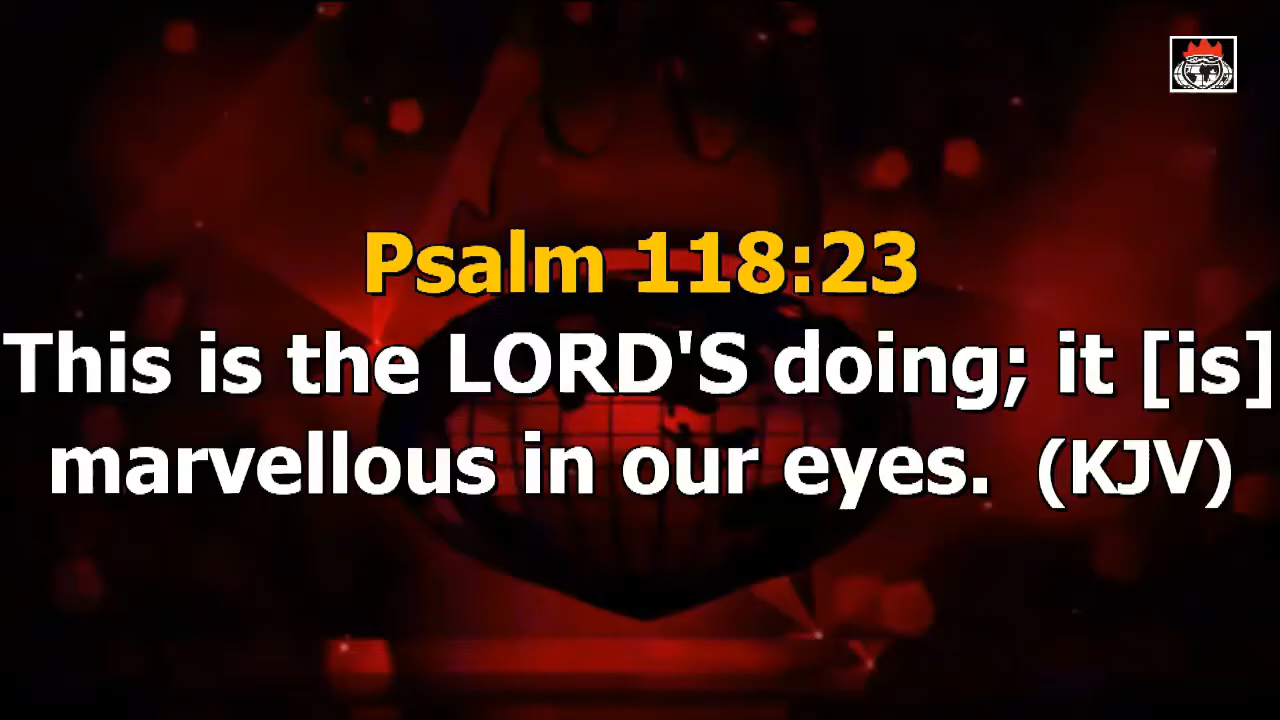 Psalm 118:23
This is the LORD'S doing; it [is]
marvellous in our eyes.  (KJV)